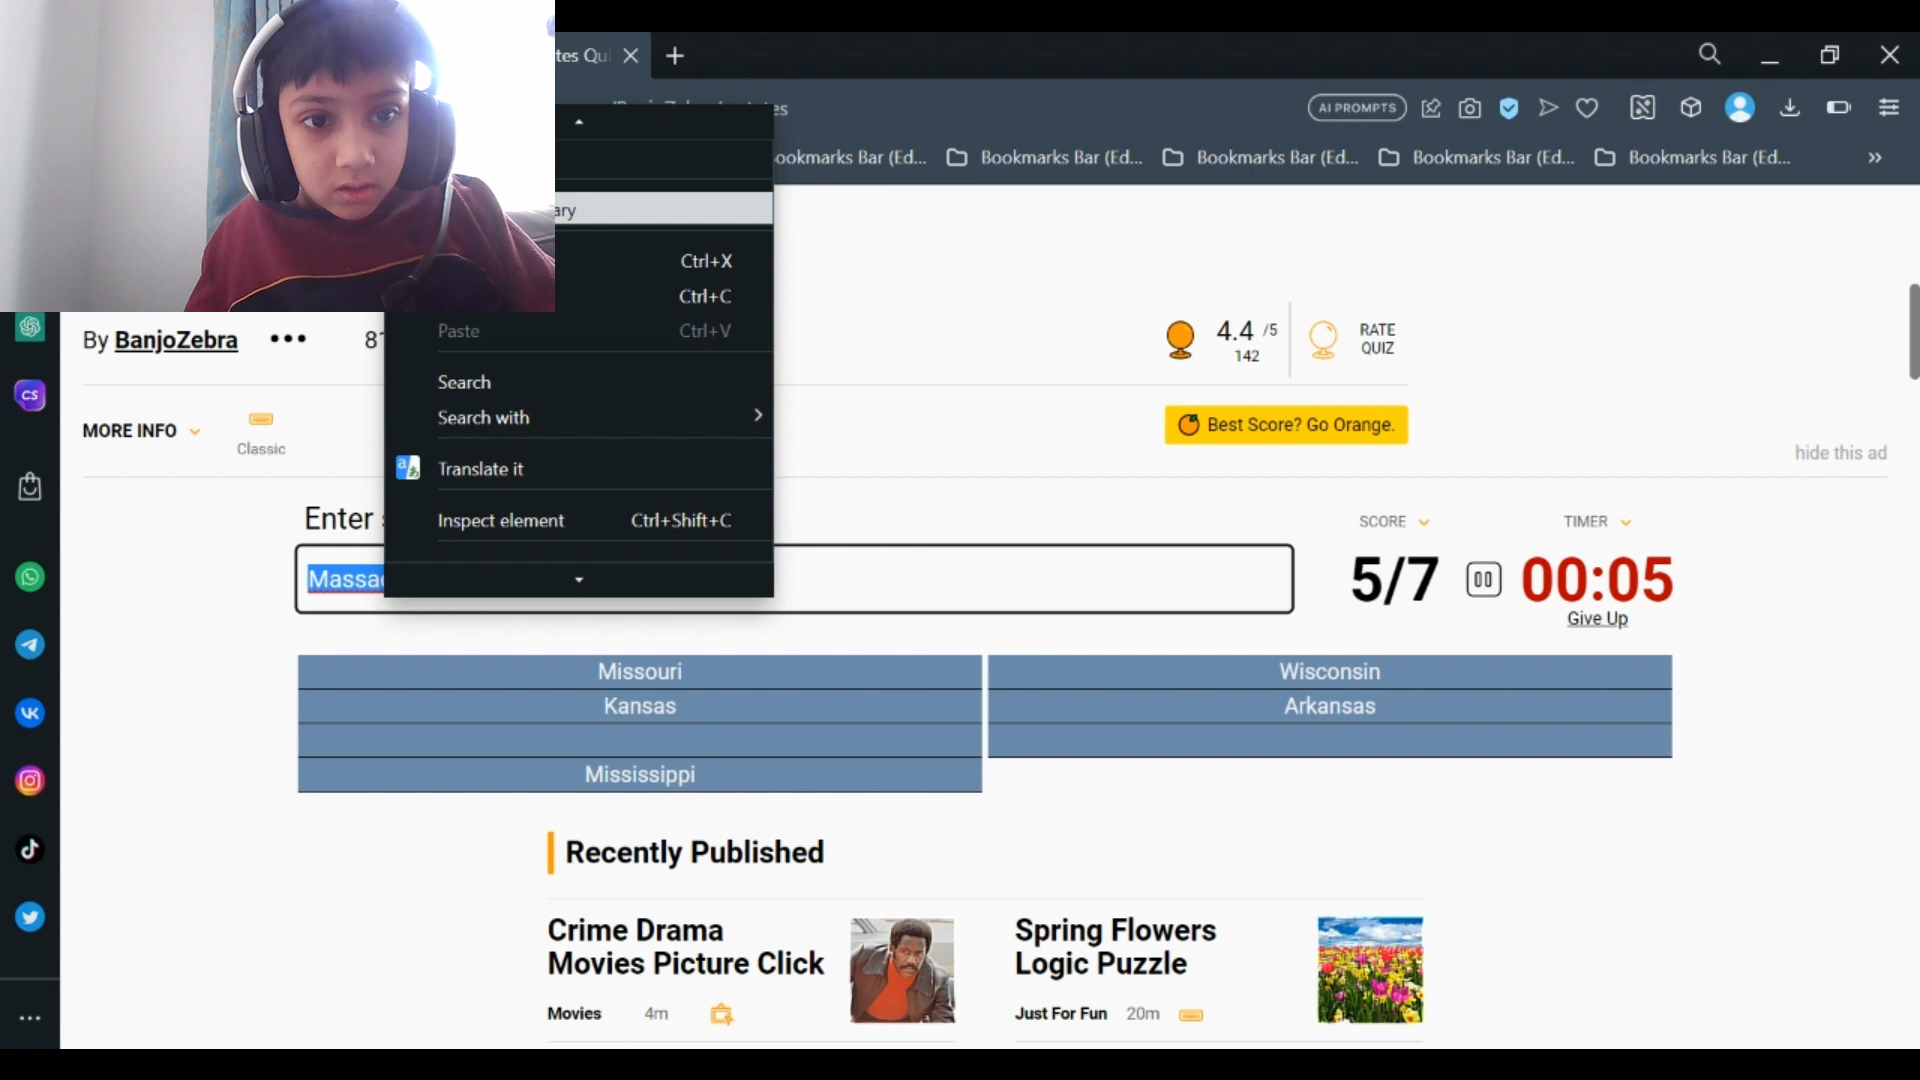 tes Qui
AI PROMPTS
ookmarks Bar (Ed...
Bookmarks Bar (Ed...
Bookmarks Bar (Ed...
Bookmarks Bar (Ed...
Bookmarks Bar (Ed...
ary
Ctrl+X
Ctrl+C
Paste Ctrl+V
Search
Search with
Translate it
Inspect element Ctrl+Shift+C
By BanjoZebra
4.4 /5
142
RATE
QUIZ
MORE INFO
Classic
Best Score? Go Orange.
hide this ad
Enter
SCORE
TIMER
Massa
5/7
00:05
Give Up
Missouri
Wisconsin
Kansas
Arkansas
Mississippi
Recently Published
Crime Drama
Movies Picture Click
Movies 4m
Spring Flowers
Logic Puzzle
Just For Fun 20m
CS